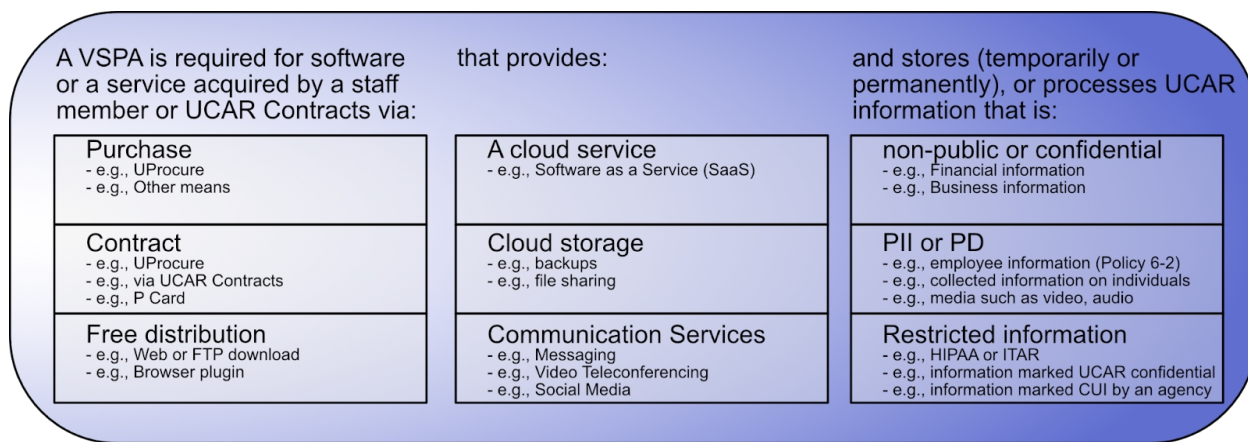 A VSPA is required for software
or a service acquired by a staff
member or UCAR Contracts via:
Purchase
- e.g., UProcure
- e.g., Other means
Contract
- e.g., UProcure
- e.g., via UCAR Contracts
- e.g., P Card
Free distribution
- e.g., Web or FTP download
- e.g., Browser plugin
that provides:
A cloud service
- e.g., Software as a Service (SaaS)
Cloud storage
- e.g., backups
- e.g., file sharing
Communication Services
- e.g., Messaging
- e.g., Video Teleconferencing
- e.g., Social Media
and stores (temporarily or
permanently), or processes UCAR
information that is:
non-public or confidential
- e.g., Financial information
- e.g., Business information
PII or PD
- e.g., employee information (Policy 6-2)
- e.g., collected information on individuals
- e.g., media such as video, audio
Restricted information
- e.g., HIPAA or ITAR
- e.g., information marked UCAR confidential
- e.g., information marked CUI by an agency